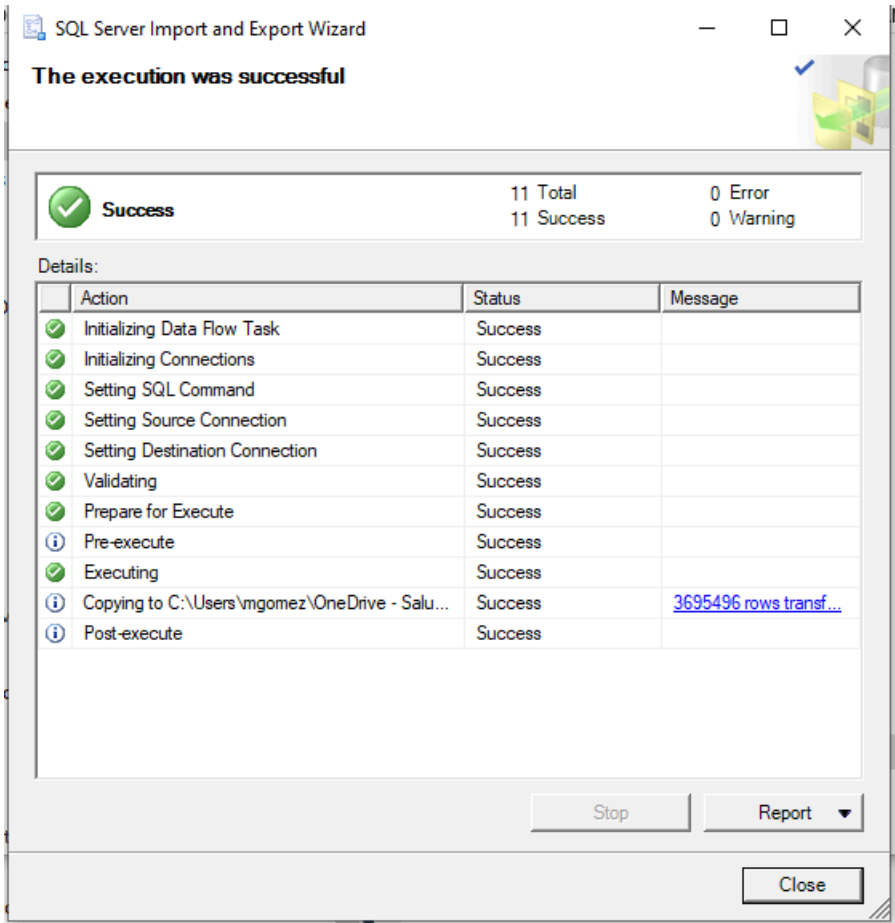 SQL Server Import and Export Wizard
The execution was successful
Success
11 Total
0 Error
11 Success
0 Warning
Details:
Action Status Message
Initializing Data Flow Task Success
Initializing Connections Success
Setting SQL Command Success
Setting Source Connection Success
Setting Destination Connection Success
Validating Success
Prepare for Execute Success
Pre-execute Success
Executing Success
Copying to C:\Users\mgomez\OneDrive - Salu... Success 3695496 rows transf...
Post-execute Success
Stop
Report
Close